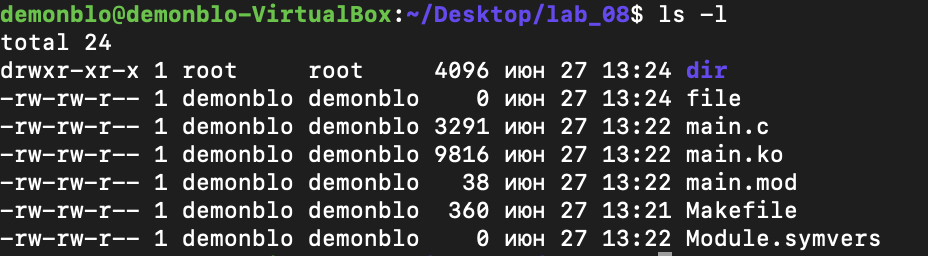 demonblo@demonblo-VirtualBox:~/Desktop/lab_08$ ls -l
total 24
drwxr-xr-x 1 root     root     4096 июн 27 13:24 dir
-rw-rw-r-- 1 demonblo demonblo    0 июн 27 13:24 file
-rw-rw-r-- 1 demonblo demonblo 3291 июн 27 13:22 main.c
-rw-rw-r-- 1 demonblo demonblo 9816 июн 27 13:22 main.ko
-rw-rw-r-- 1 demonblo demonblo   38 июн 27 13:22 main.mod
-rw-rw-r-- 1 demonblo demonblo  360 июн 27 13:21 Makefile
-rw-rw-r-- 1 demonblo demonblo    0 июн 27 13:22 Module.symvers